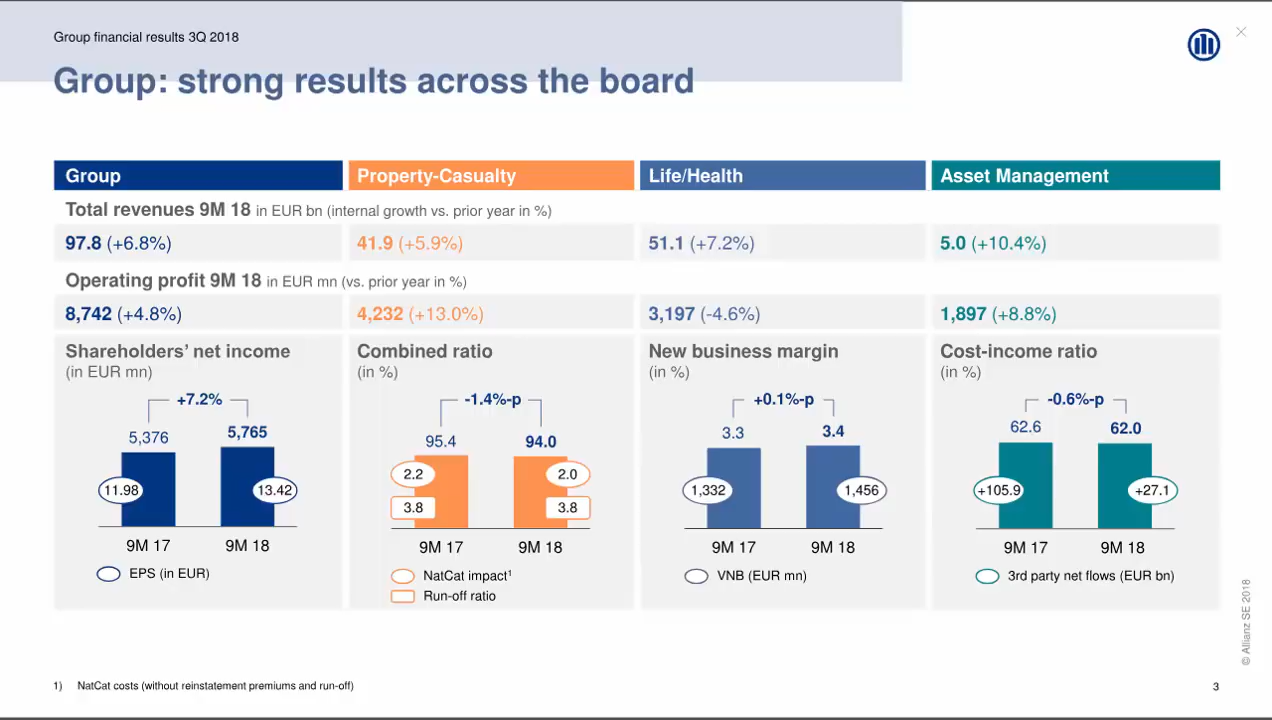 Group financial results 3Q 2018
Group: strong results across the board
Group Property-Casualty Life/Health Asset Management
Total revenues 9M 18 in EUR bn (internal growth vs. prior year in %)
97.8 (+6.8%) 41.9 (+5.9%) 51.1 (+7.2%) 5.0 (+10.4%)
Operating profit 9M 18 in EUR mn (vs. prior year in %)
8,742 (+4.8%) 4,232 (+13.0%) 3,197 (-4.6%) 1,897 (+8.8%)
Shareholders’ net income
(in EUR mn)
+7.2%
5,376 5,765
11.98 13.42
9M 17 9M 18
EPS (in EUR)
Combined ratio
(in %)
-1.4%-p
95.4 94.0
2.2 2.0
3.8 3.8
9M 17 9M 18
NatCat impact¹
Run-off ratio
New business margin
(in %)
+0.1%-p
3.3 3.4
1,332 1,456
9M 17 9M 18
VNB (EUR mn)
Cost-income ratio
(in %)
-0.6%-p
62.6 62.0
+105.9 +27.1
9M 17 9M 18
3rd party net flows (EUR bn)
© Allianz SE 2018
1) NatCat costs (without reinstatement premiums and run-off)
3